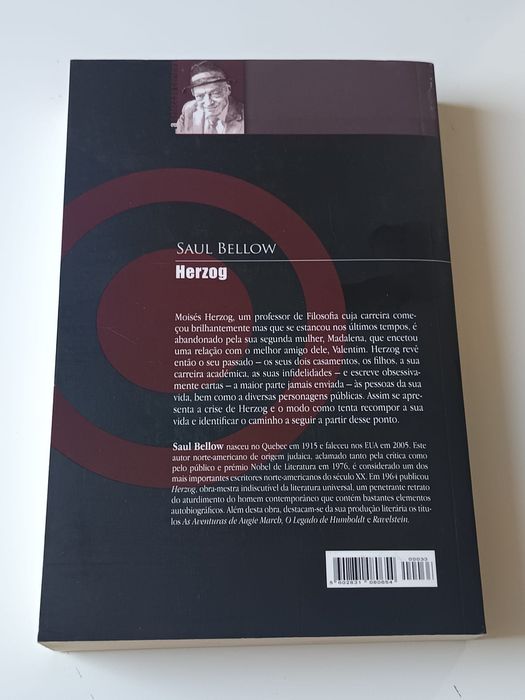 SAUL BELLOW
Herzog
Moisés Herzog, um professor de Filosofia cuja carreira come-
çou brilhantemente mas que se estancou nos últimos tempos, é
abandonado pela sua segunda mulher, Madalena, que encetou
uma relação com o melhor amigo dele, Valentim. Herzog revê
então o seu passado – os seus dois casamentos, os filhos, a sua
carreira académica, as suas infidelidades – e escreve obsessiva-
mente cartas – a maior parte jamais enviada – às pessoas da sua
vida, bem como a diversas personagens públicas. Assim se apre-
senta a crise de Herzog e o modo como tenta recompor a sua
vida e identificar o caminho a seguir a partir desse ponto.
Saul Bellow nasceu no Quebec em 1915 e faleceu nos EUA em 2005. Este
autor norte-americano de origem judaica, aclamado tanto pela crítica como
pelo público e prémio Nobel de Literatura em 1976, é considerado um dos
mais importantes escritores norte-americanos do século XX. Em 1964 publicou
Herzog, obra-mestra indiscutível da literatura universal, um penetrante retrato
do aturdimento do homem contemporâneo que contém bastantes elementos
autobiográficos. Além desta obra, destacam-se da sua produção literária os títu-
los As Aventuras de Augie March, O Legado de Humboldt e Ravelstein.
00033
5 602831 080854